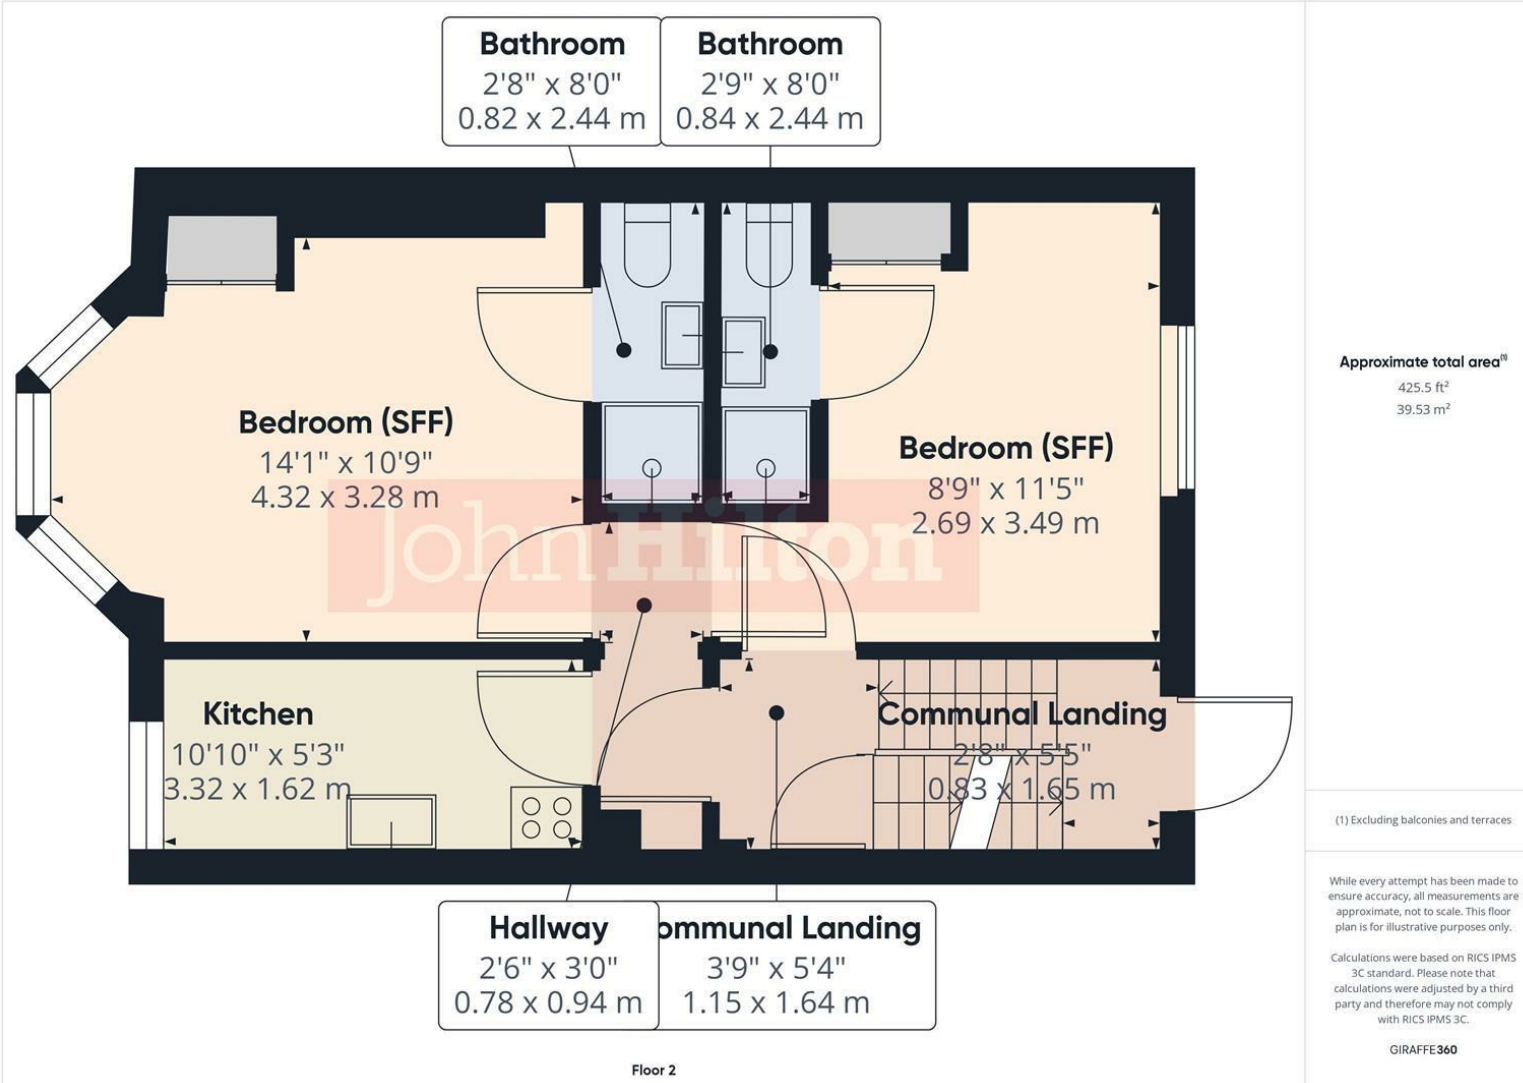 Bathroom
2'8" x 8'0"
0.82 x 2.44 m
Bathroom
2'9" x 8'0"
0.84 x 2.44 m
Bedroom (SFF)
14'1" x 10'9"
4.32 x 3.28 m
Bedroom (SFF)
8'9" x 11'5"
2.69 x 3.49 m
John Hilton
Kitchen
10'10" x 5'3"
3.32 x 1.62 m
Communal Landing
2'8" x 5'5"
0.83 x 1.65 m
Hallway
2'6" x 3'0"
0.78 x 0.94 m
ommunal Landing
3'9" x 5'4"
1.15 x 1.64 m
Floor 2
Approximate total area(1)
425.5 ft²
39.53 m²
(1) Excluding balconies and terraces
While every attempt has been made to
ensure accuracy, all measurements are
approximate, not to scale. This floor
plan is for illustrative purposes only.
Calculations were based on RICS IPMS
3C standard. Please note that
calculations were adjusted by a third
party and therefore may not comply
with RICS IPMS 3C.
GIRAFFE360